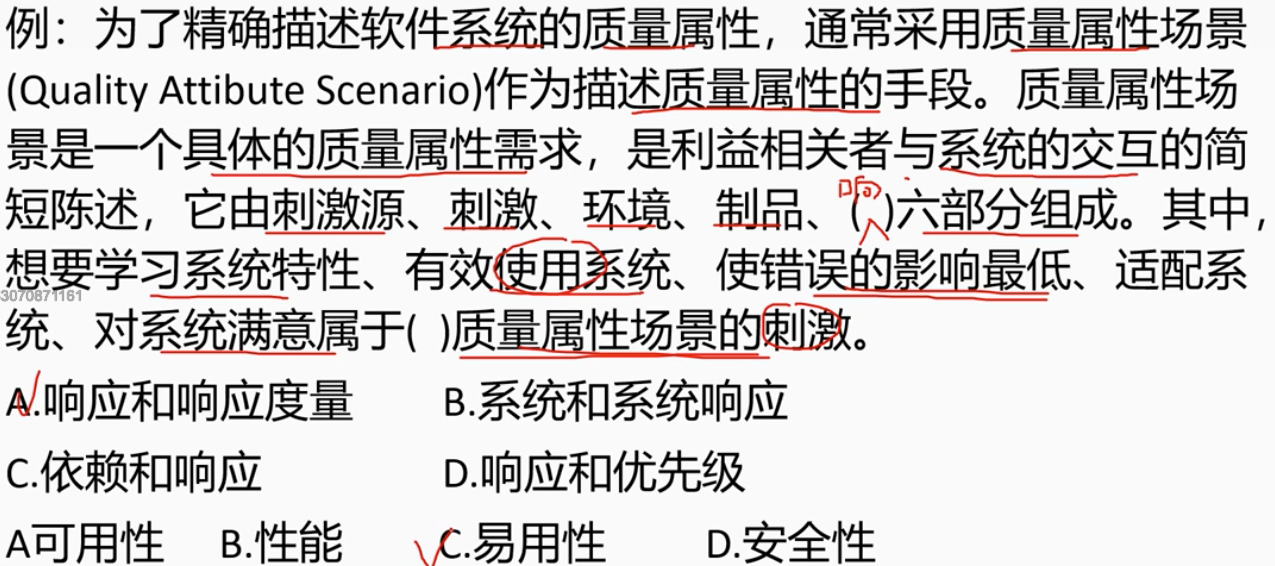 例：为了精确描述软件系统的质量属性，通常采用质量属性场景
(Quality Attibute Scenario)作为描述质量属性的手段。质量属性场
景是一个具体的质量属性需求，是利益相关者与系统的交互的简
响
短陈述，它由刺激源、刺激、环境、制品、( )六部分组成。其中，
想要学习系统特性、有效使用系统、使错误的影响最低、适配系
3070871161
统、对系统满意属于( )质量属性场景的刺激。
A.响应和响应度量 B.系统和系统响应
C.依赖和响应 D.响应和优先级
A可用性 B.性能 C.易用性 D.安全性